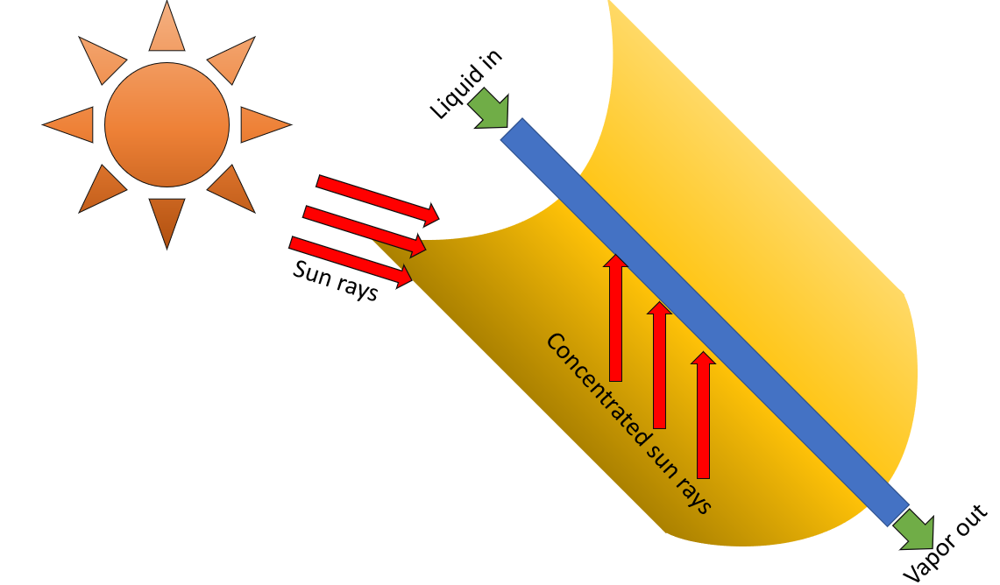 Liquid in
Sun rays
Concentrated sun rays
Vapor out